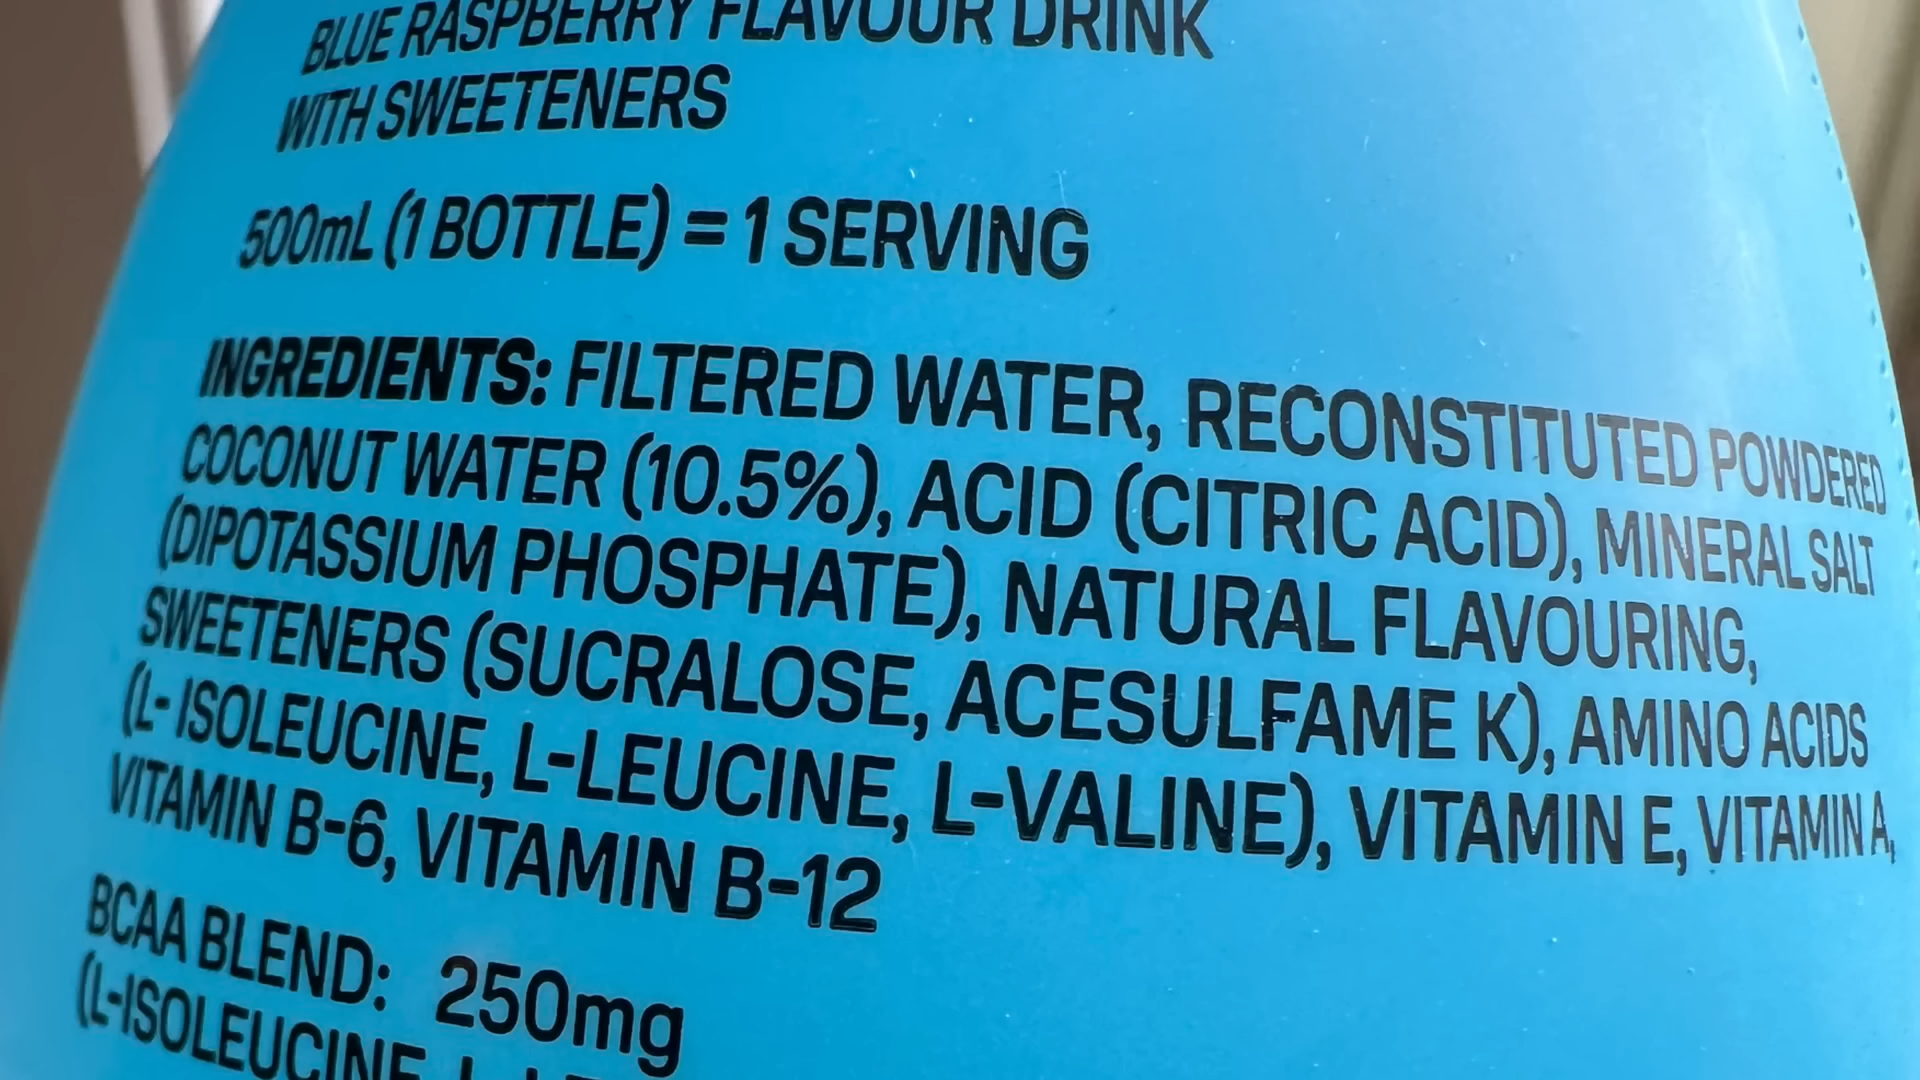 BLUE RASPBERRY FLAVOUR DRINK
WITH SWEETENERS
500mL (1 BOTTLE) = 1 SERVING
INGREDIENTS: FILTERED WATER, RECONSTITUTED POWDERED
COCONUT WATER (10.5%), ACID (CITRIC ACID), MINERAL SALT
(DIPOTASSIUM PHOSPHATE), NATURAL FLAVOURING,
SWEETENERS (SUCRALOSE, ACESULFAME K), AMINO ACIDS
(L- ISOLEUCINE, L-LEUCINE, L-VALINE), VITAMIN E, VITAMIN A,
VITAMIN B-6, VITAMIN B-12
BCAA BLEND: 250mg
(L-ISOLEUCINE,